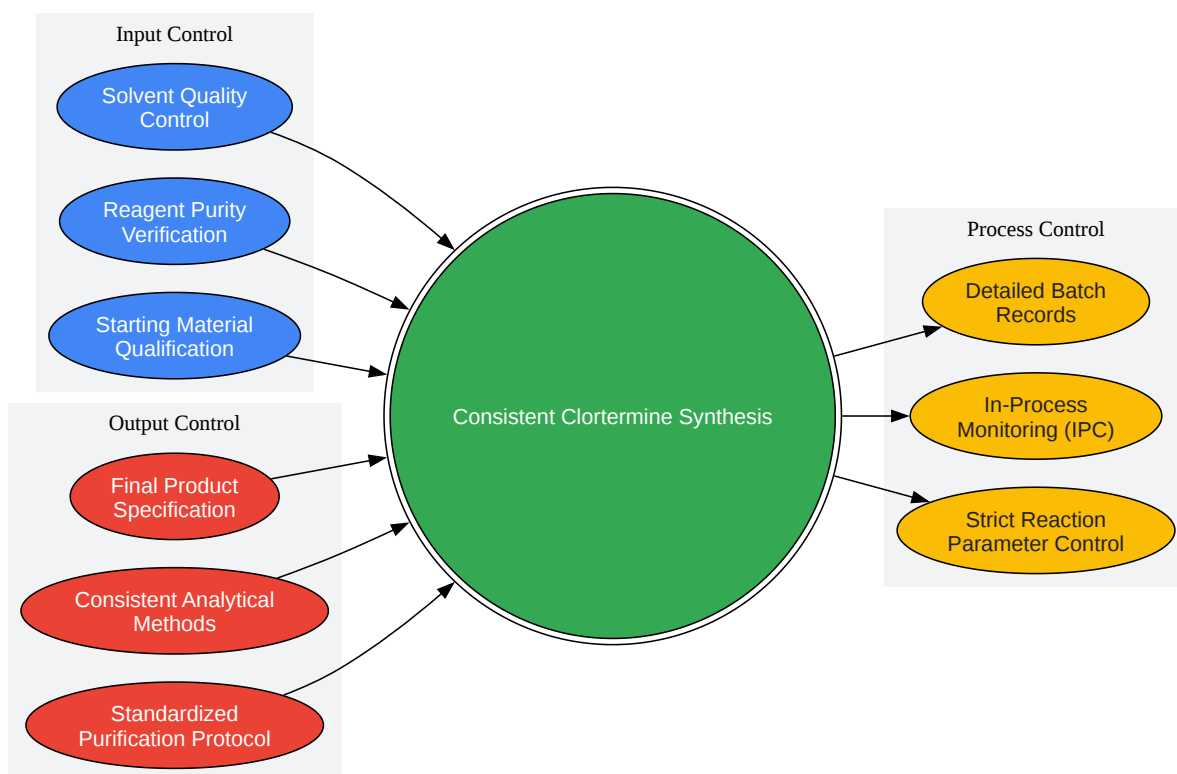 Input Control
Solvent Quality
Control
Reagent Purity
Verification
Starting Material
Qualification
Output Control
Final Product
Specification
Consistent Analytical
Methods
Standardized
Purification Protocol
Consistent Clortermine Synthesis
Process Control
Detailed Batch
Records
In-Process
Monitoring (IPC)
Strict Reaction
Parameter Control